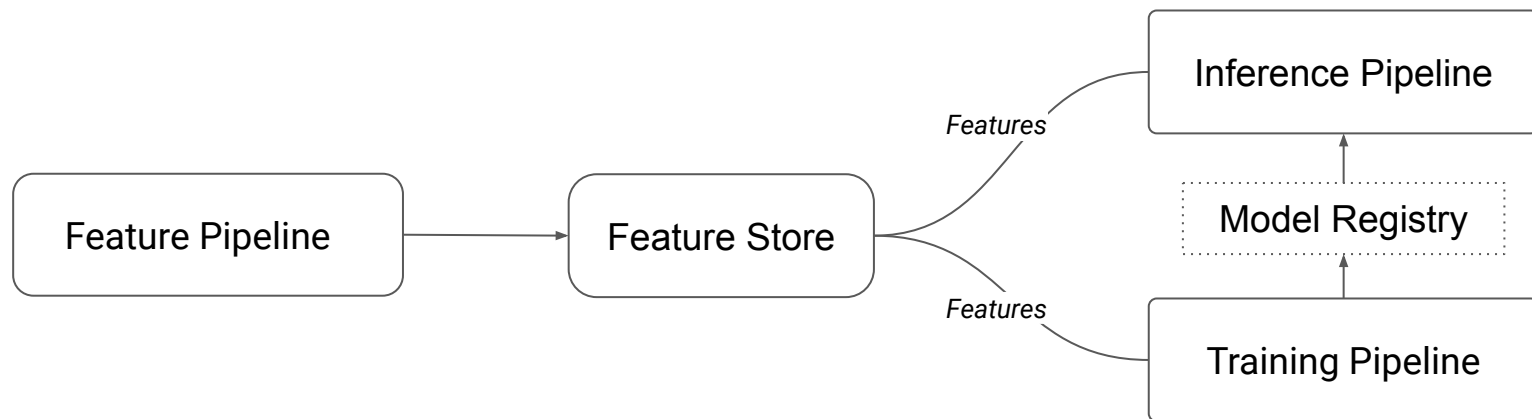 Inference Pipeline
Features
Feature Pipeline
Feature Store
Model Registry
Features
Training Pipeline